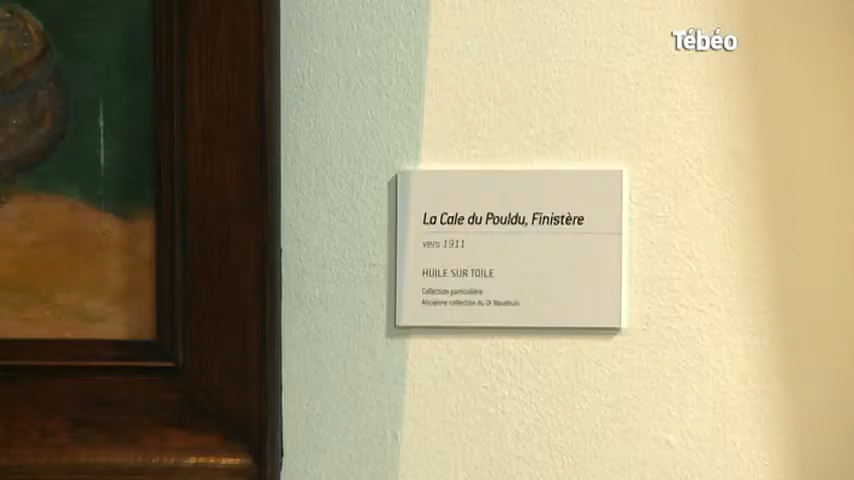 Tébéo
La Cale du Pouldu, Finistère
vers 1911
HUILE SUR TOILE
Collection particulière
Ancienne collection du Dr Baudouin